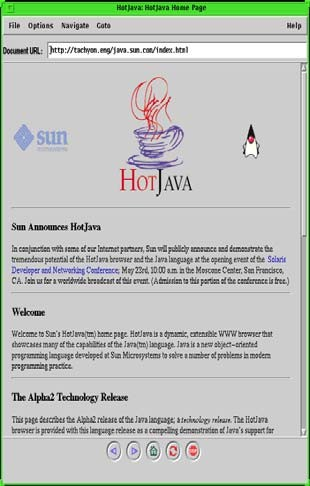 HotJava: HotJava Home Page
File Options Navigate Goto Help
Document URL: http://tachyon.eng/java.sun.com/index.html
Sun
HOTJAVA
Sun Announces HotJava
In conjunction with some of our Internet partners, Sun will publicly announce and demonstrate the
tremendous potential of the HotJava browser and the Java language at the opening event of the Solaris
Developer and Networking Conference; May 23rd, 10:00 a.m. in the Moscone Center, San Francisco,
CA. Join us for a worldwide broadcast of this event. (Admission to this portion of the conference is free.)
Welcome
Welcome to Sun's HotJava(tm) home page. HotJava is a dynamic, extensible WWW browser that
showcases many of the capabilities of the Java(tm) language. Java is a new object-oriented
programming language developed at Sun Microsystems to solve a number of problems in modern
programming practice.
The Alpha2 Technology Release
This page describes the Alpha2 release of the Java language; a technology release. The HotJava
browser is provided with this language release as a compelling demonstration of Java's support for